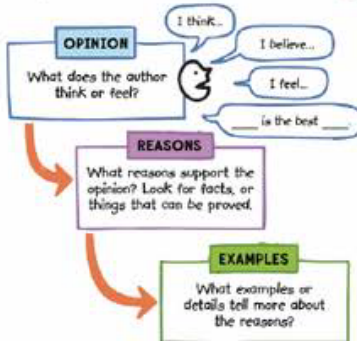 I think...
I believe...
I feel...
____ is the best ____.
OPINION
What does the author
think or feel?
REASONS
What reasons support the
opinion? Look for facts, or
things that can be proved.
EXAMPLES
What examples or
details tell more about
the reasons?